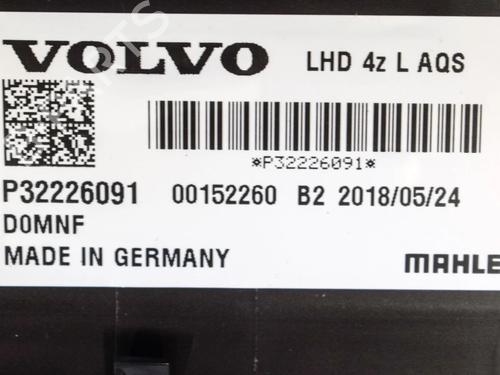 VOLVO LHD 4z L AQS
*P32226091*
P32226091 00152260 B2 2018/05/24
D0MNF
MADE IN GERMANY MAHLE